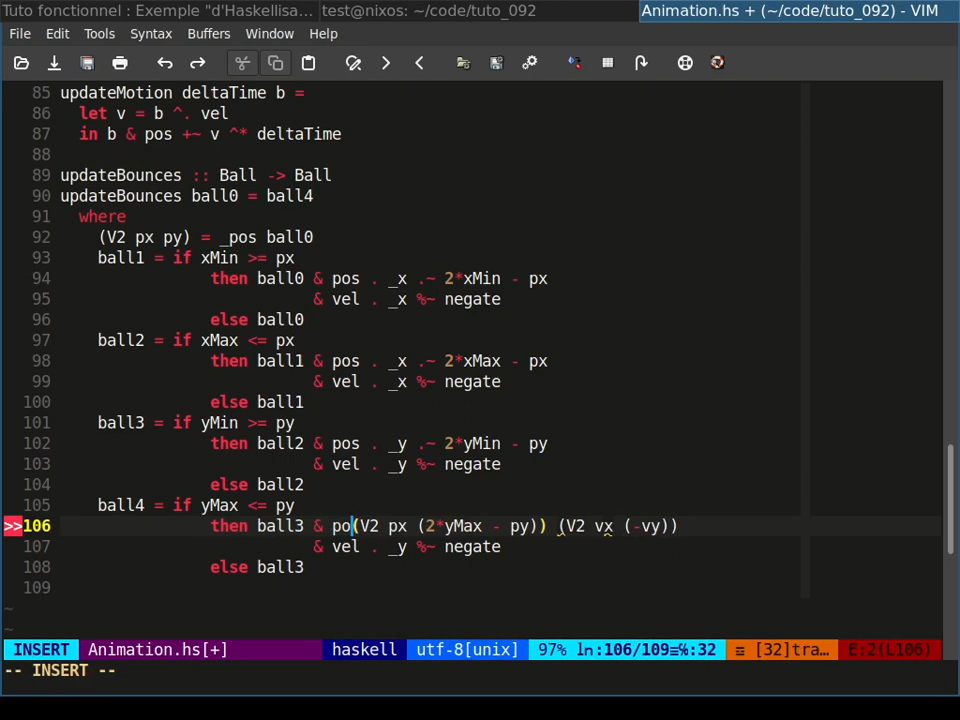 Tuto fonctionnel : Exemple "d'Haskellisa… test@nixos: ~/code/tuto_092 Animation.hs + (~/code/tuto_092) - VIM
File Edit Tools Syntax Buffers Window Help
85 updateMotion deltaTime b =
86   let v = b ^. vel
87   in b & pos +~ v ^* deltaTime
88
89 updateBounces :: Ball -> Ball
90 updateBounces ball0 = ball4
91   where
92     (V2 px py) = _pos ball0
93     ball1 = if xMin >= px
94                 then ball0 & pos . _x .~ 2*xMin - px
95                            & vel . _x %~ negate
96                 else ball0
97     ball2 = if xMax <= px
98                 then ball1 & pos . _x .~ 2*xMax - px
99                            & vel . _x %~ negate
100                 else ball1
101     ball3 = if yMin >= py
102                 then ball2 & pos . _y .~ 2*yMin - py
103                            & vel . _y %~ negate
104                 else ball2
105     ball4 = if yMax <= py
>>106                 then ball3 & po(V2 px (2*yMax - py)) (V2 vx (-vy))
107                            & vel . _y %~ negate
108                 else ball3
109
~
~
INSERT Animation.hs[+] haskell utf-8[unix] 97% ln:106/109≡℅:32 ☲ [32]tra… E:2(L106)
-- INSERT --